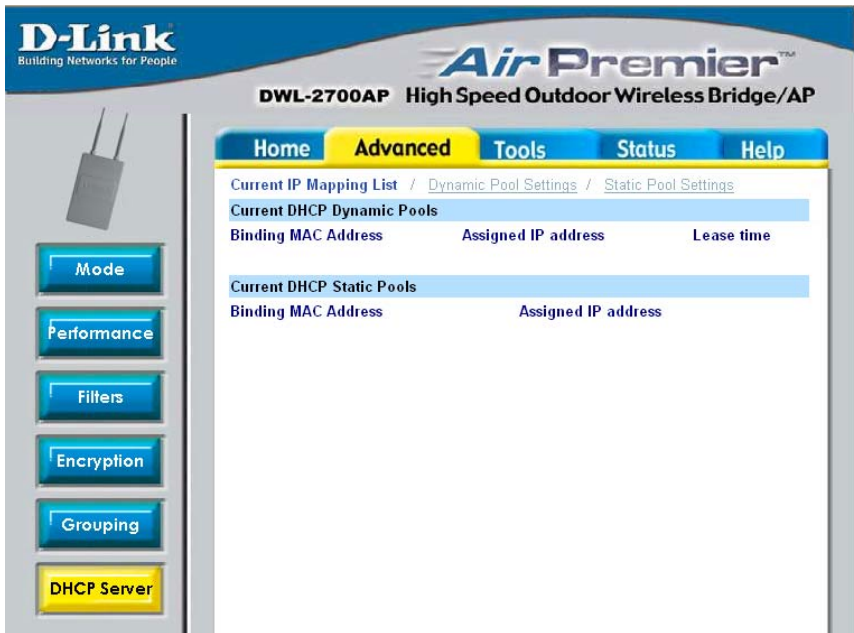 D-Link
Building Networks for People
Air Premier™
DWL-2700AP High Speed Outdoor Wireless Bridge/AP
Home Advanced Tools Status Help
Current IP Mapping List / Dynamic Pool Settings / Static Pool Settings
Current DHCP Dynamic Pools
Binding MAC Address Assigned IP address Lease time
Current DHCP Static Pools
Binding MAC Address Assigned IP address
Mode
Performance
Filters
Encryption
Grouping
DHCP Server